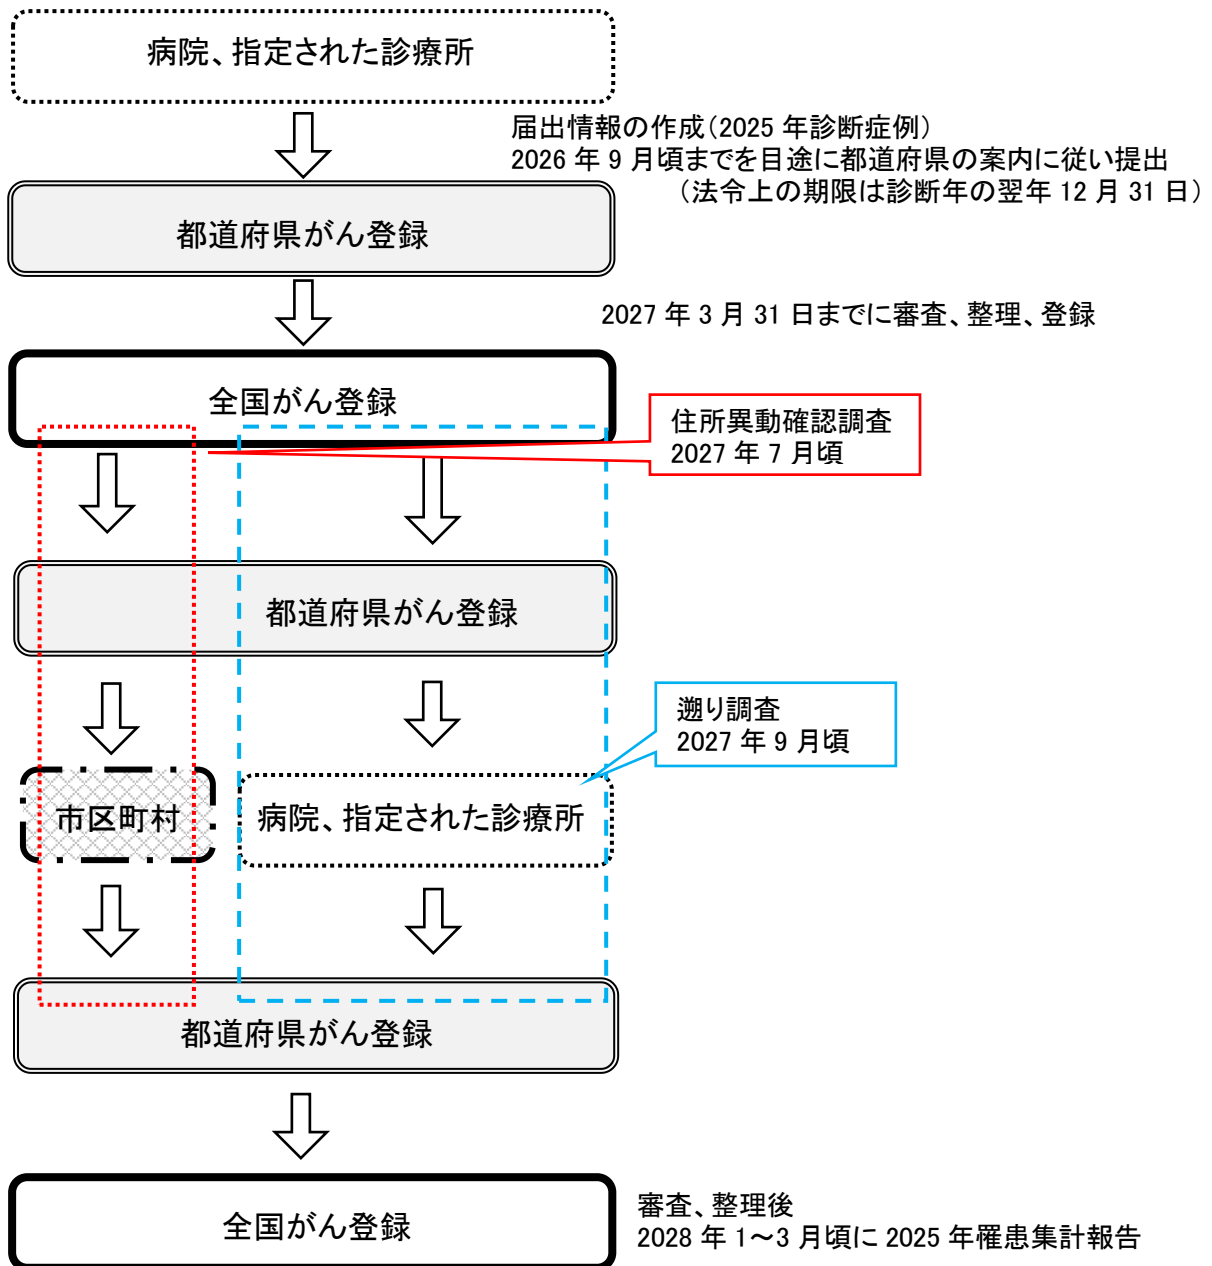 病院、指定された診療所
届出情報の作成（2025 年診断症例）
2026 年 9 月頃までを目途に都道府県の案内に従い提出
（法令上の期限は診断年の翌年 12 月 31 日）
都道府県がん登録
2027 年 3 月 31 日までに審査、整理、登録
全国がん登録
住所異動確認調査
2027 年 7 月頃
都道府県がん登録
遡り調査
2027 年 9 月頃
市区町村
病院、指定された診療所
都道府県がん登録
審査、整理後
2028 年 1～3 月頃に 2025 年罹患集計報告
全国がん登録